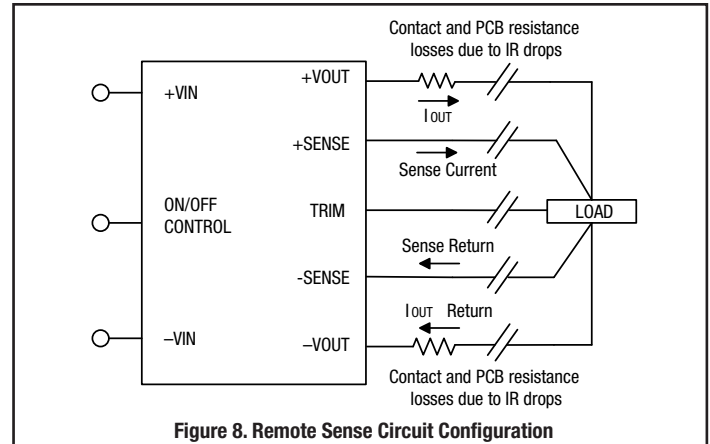 Contact and PCB resistance
losses due to IR drops
+VOUT
+VIN
IOUT
+SENSE
Sense Current
ON/OFF
CONTROL
TRIM
LOAD
Sense Return
-SENSE
IOUT Return
–VIN
–VOUT
Contact and PCB resistance
losses due to IR drops
Figure 8. Remote Sense Circuit Configuration